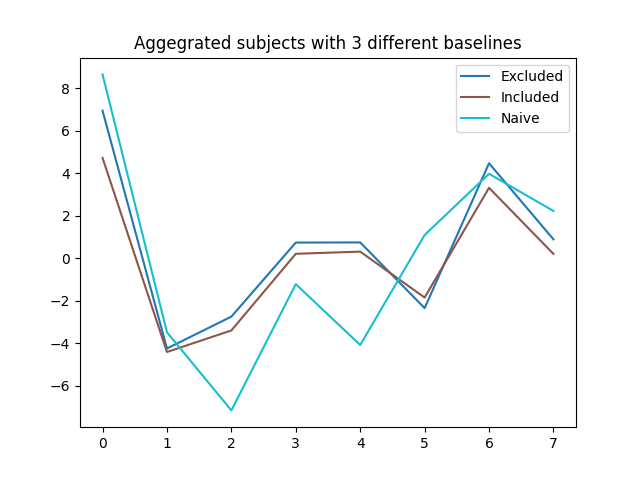 Aggegrated subjects with 3 different baselines
Excluded
Included
Naive
8
6
4
2
0
−2
−4
−6
0 1 2 3 4 5 6 7